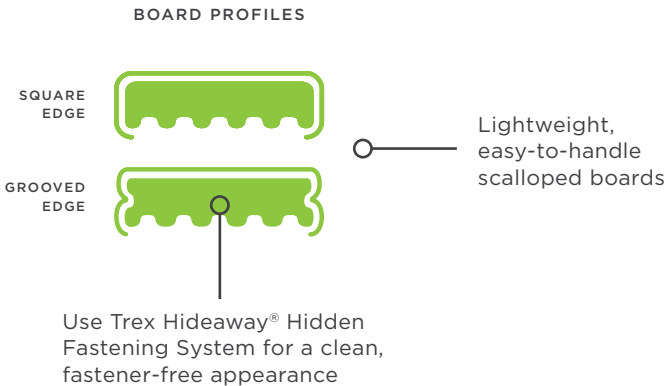 BOARD PROFILES
SQUARE
EDGE
Lightweight,
easy-to-handle
scalloped boards
GROOVED
EDGE
Use Trex Hideaway® Hidden
Fastening System for a clean,
fastener-free appearance